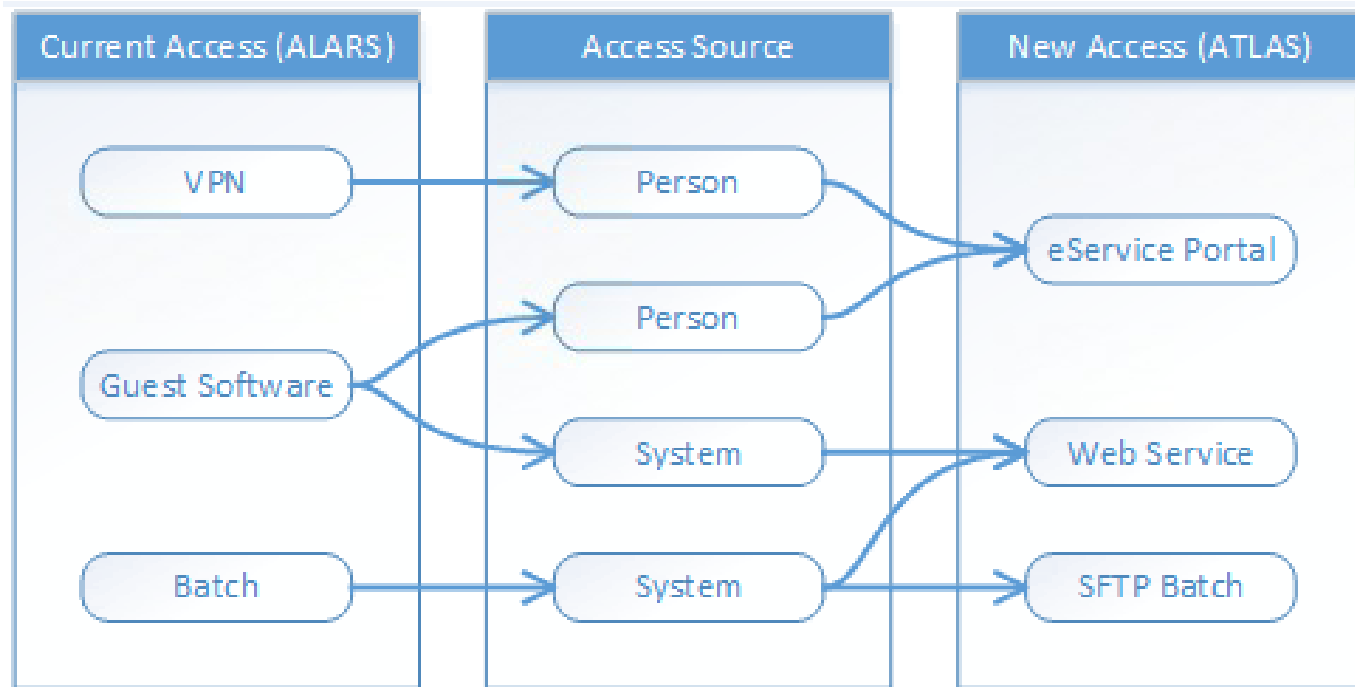 Current Access (ALARS)
Access Source
New Access (ATLAS)
VPN
Person
eService Portal
Person
Guest Software
System
Web Service
Batch
System
SFTP Batch